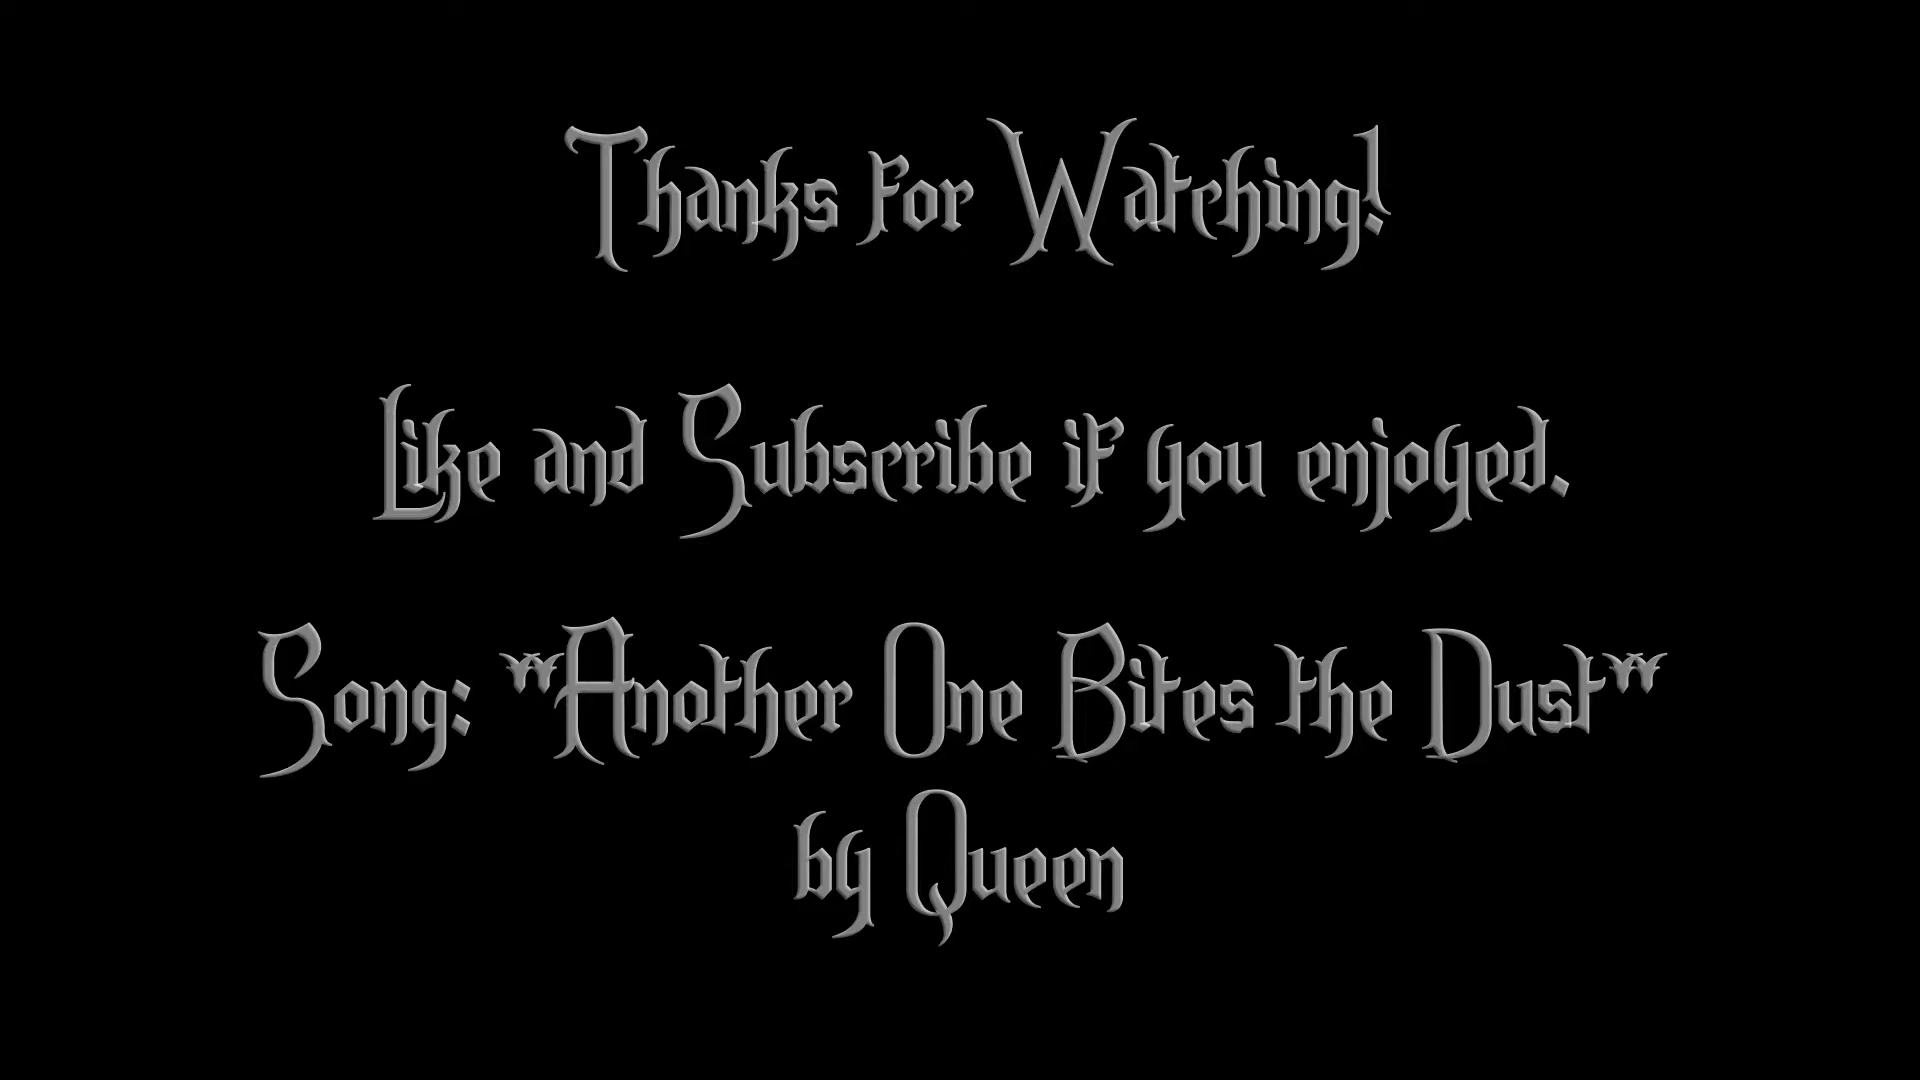 Thanks for Watching!
Like and Subscribe if you enjoyed.
Song: "Another One Bites the Dust"
by Queen